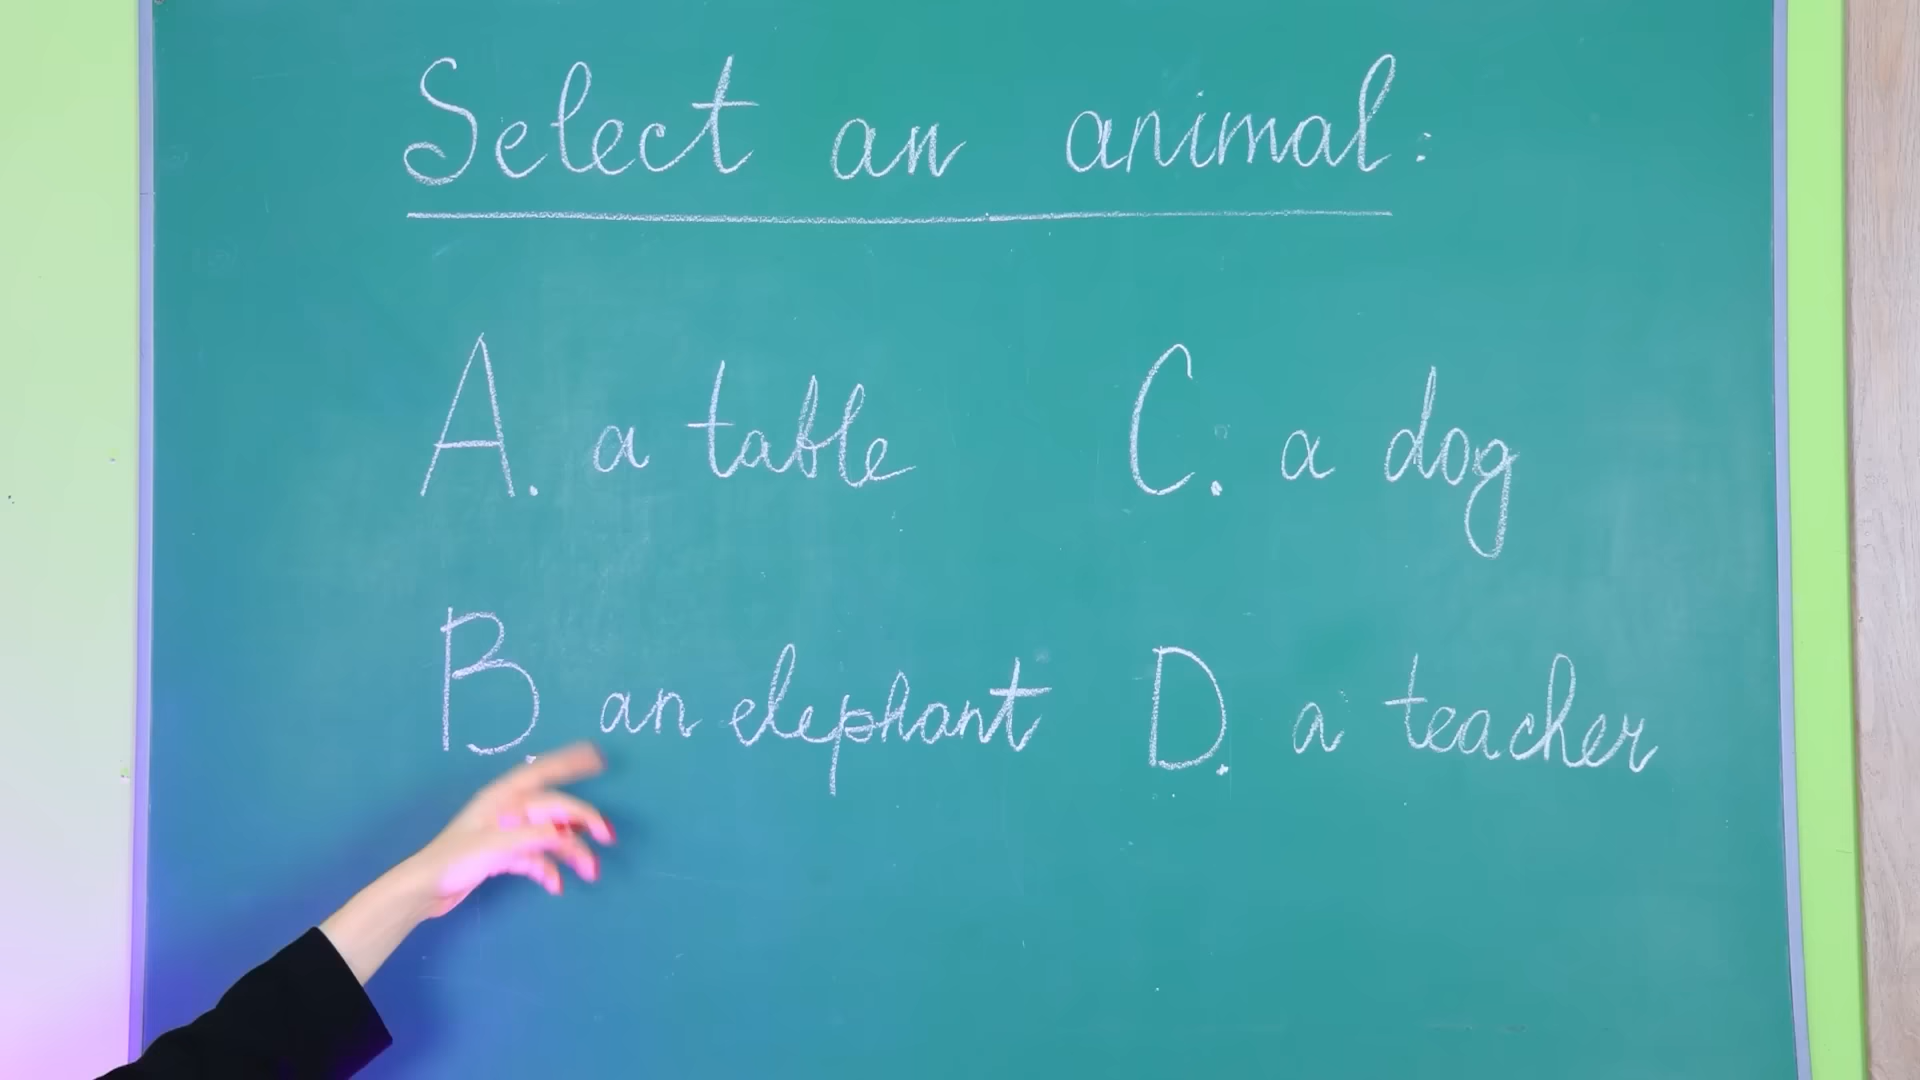 Select an animal:
A. a table
C. a dog
B. an elephant
D. a teacher